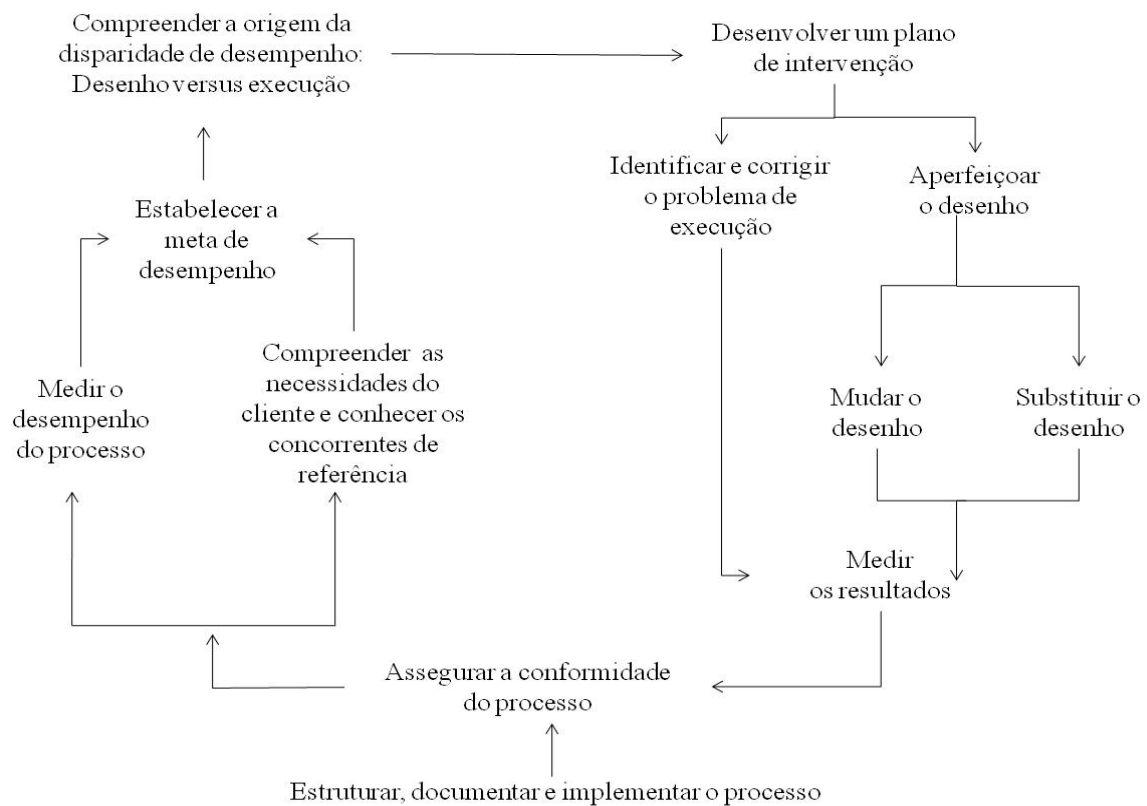 Compreender a origem da
disparidade de desempenho:
Desenho versus execução
Desenvolver um plano
de intervenção
Identificar e corrigir
o problema de
execução
Aperfeiçoar
o desenho
Estabelecer a
meta de
desempenho
Medir o
desempenho
do processo
Compreender as
necessidades do
cliente e conhecer os
concorrentes de
referência
Mudar o
desenho
Substituir o
desenho
Medir
os resultados
Assegurar a conformidade
do processo
Estruturar, documentar e implementar o processo